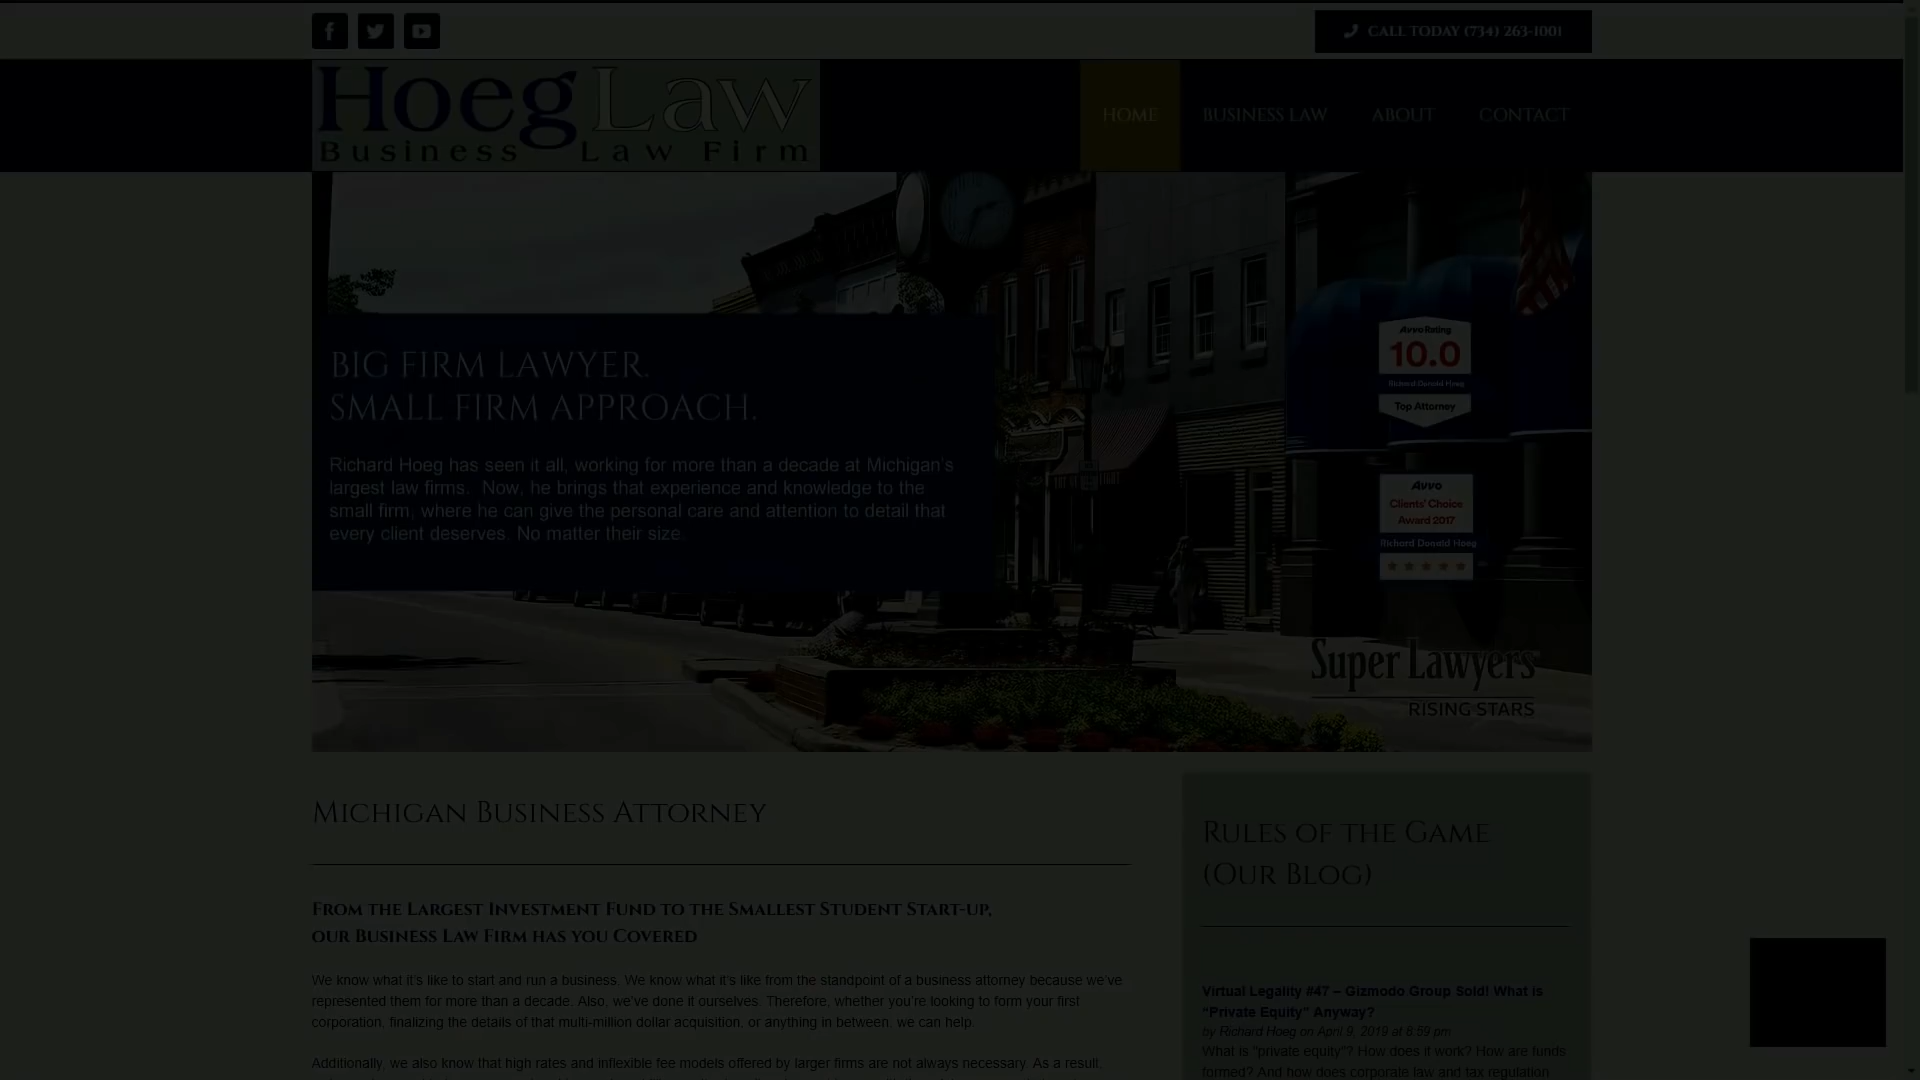 CALL TODAY (734) 263-1001
Hoeg Law
Business Law Firm
HOME BUSINESS LAW ABOUT CONTACT
BIG FIRM LAWYER.
SMALL FIRM APPROACH.
Richard Hoeg has seen it all, working for more than a decade at Michigan's
largest law firms. Now, he brings that experience and knowledge to the
small firm, where he can give the personal care and attention to detail that
every client deserves. No matter their size.
Avvo Rating
10.0
Richard Donald Hoeg
Top Attorney
Avvo
Clients' Choice
Award 2017
Richard Donald Hoeg
Super Lawyers
RISING STARS
Michigan Business Attorney
From the Largest Investment Fund to the Smallest Student Start-up,
our Business Law Firm has you Covered
We know what it's like to start and run a business. We know what it's like from the standpoint of a business attorney because we've
represented them for more than a decade. Also, we've done it ourselves. Therefore, whether you're looking to form your first
corporation, finalizing the details of that multi-million dollar acquisition, or anything in between, we can help.
Additionally, we also know that high rates and inflexible fee models offered by larger firms are not always necessary. As a result,
Rules of the Game
(Our Blog)
Virtual Legality #47 – Gizmodo Group Sold! What is
"Private Equity" Anyway?
by Richard Hoeg on April 9, 2019 at 8:59 pm
What is "private equity"? How does it work? How are funds
formed? And how does corporate law and tax regulation